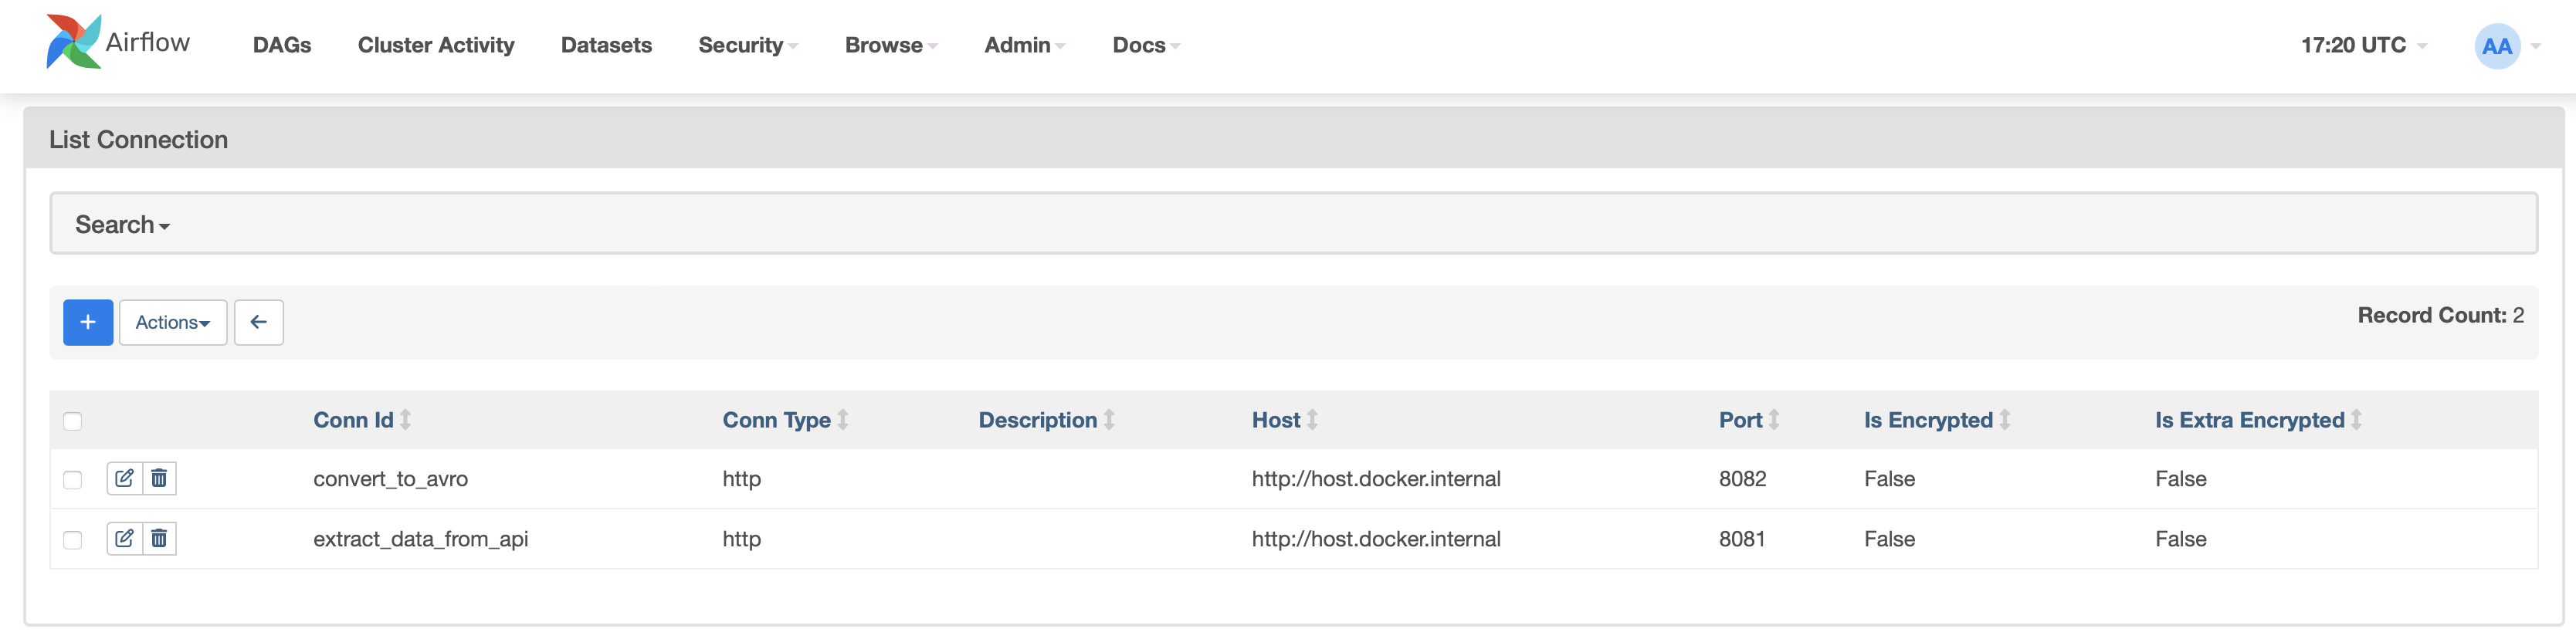 Airflow DAGs Cluster Activity Datasets Security Browse Admin Docs 17:20 UTC AA
List Connection
Search
+ Actions ← Record Count: 2
Conn Id Conn Type Description Host Port Is Encrypted Is Extra Encrypted
convert_to_avro http http://host.docker.internal 8082 False False
extract_data_from_api http http://host.docker.internal 8081 False False